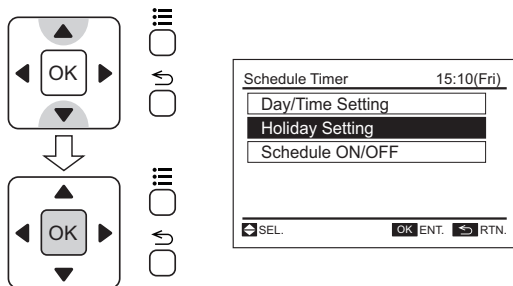 OK
OK
Schedule Timer 15:10(Fri)
Day/Time Setting
Holiday Setting
Schedule ON/OFF
SEL. OK ENT. RTN.